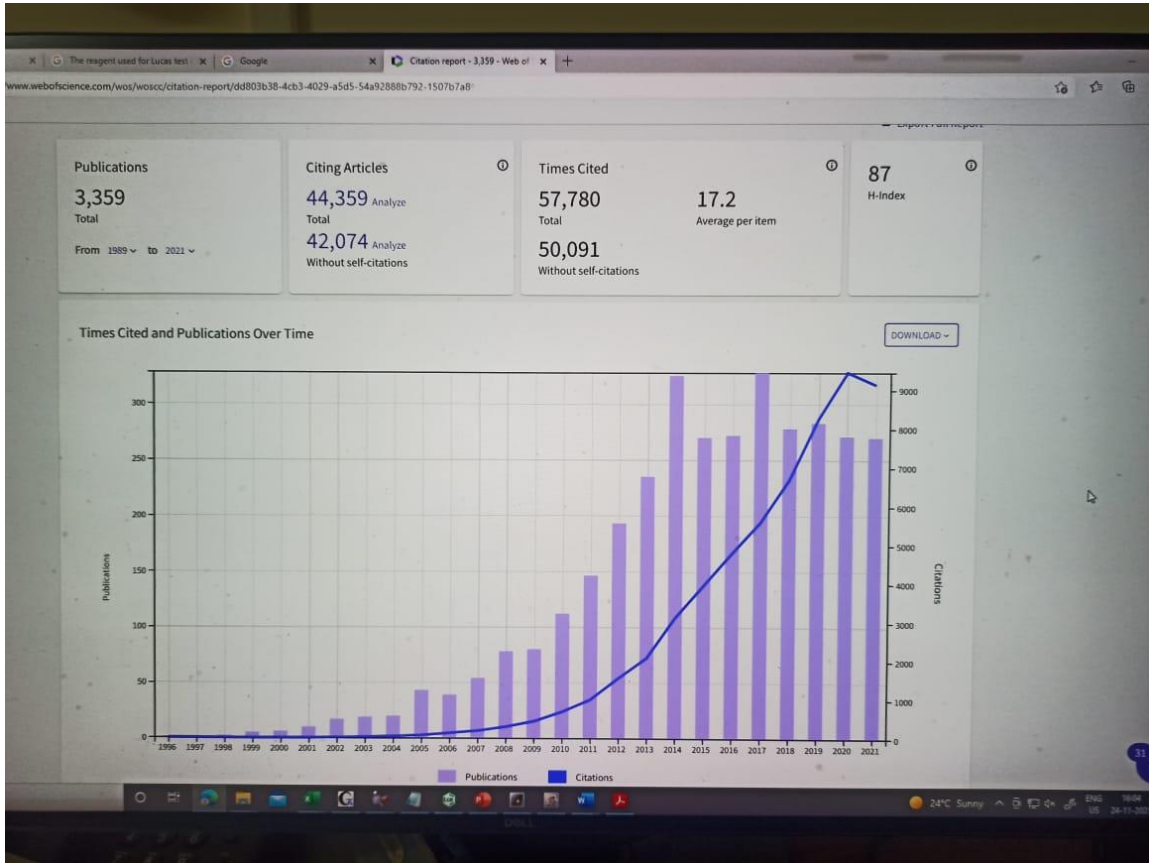 The reagent used for Lucas test
Google
Citation report - 3,359 - Web of
www.webofscience.com/wos/woscc/citation-report/dd803b38-4cb3-4029-a5d5-54a92888b792-1507b7a8
Publications
3,359
Total
From 1989 to 2021
Citing Articles
44,359 Analyze
Total
42,074 Analyze
Without self-citations
Times Cited
57,780
Total
50,091
Without self-citations
17.2
Average per item
87
H-Index
Times Cited and Publications Over Time
DOWNLOAD
300
250
200
150
100
50
0
Publications
9000
8000
7000
6000
5000
4000
3000
2000
1000
0
Citations
1996 1997 1998 1999 2000 2001 2002 2003 2004 2005 2006 2007 2008 2009 2010 2011 2012 2013 2014 2015 2016 2017 2018 2019 2020 2021
Publications Citations
31
24°C Sunny
ENG
US
18:04
DELL